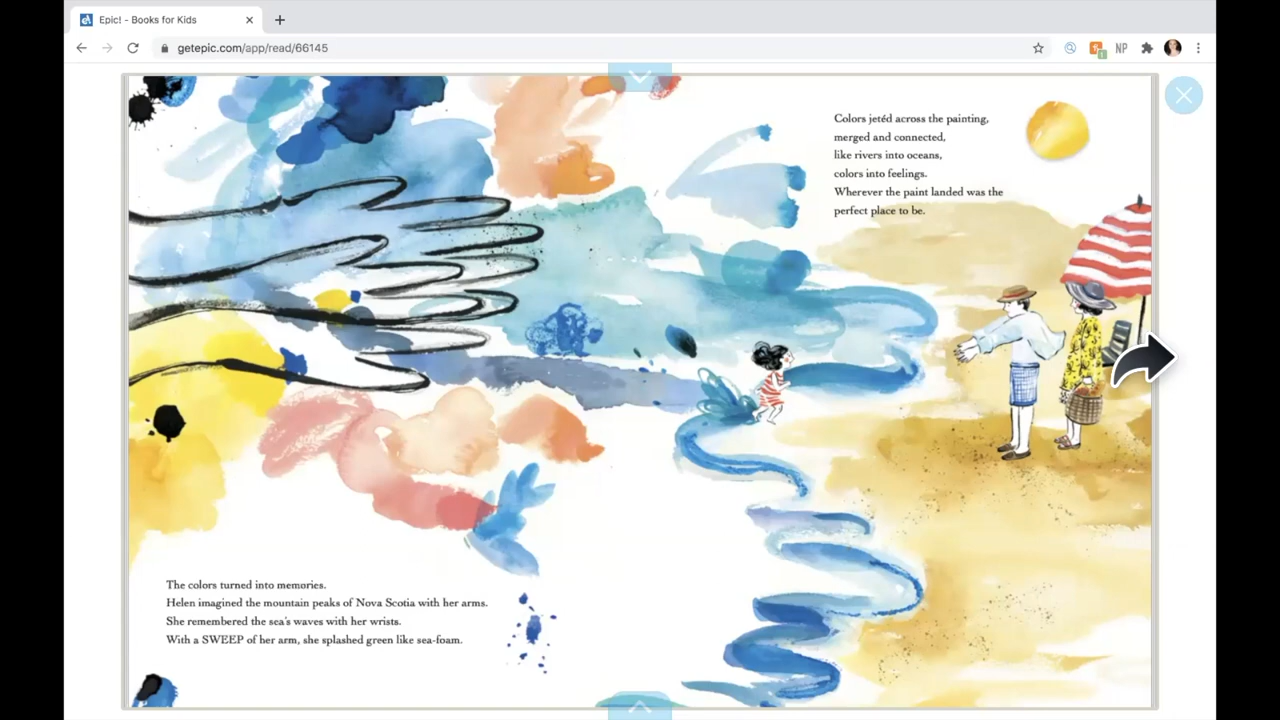 Epic! - Books for Kids
getepic.com/app/read/66145
NP
1
Colors jetéd across the painting,
merged and connected,
like rivers into oceans,
colors into feelings.
Wherever the paint landed was the
perfect place to be.
The colors turned into memories.
Helen imagined the mountain peaks of Nova Scotia with her arms.
She remembered the sea's waves with her wrists.
With a SWEEP of her arm, she splashed green like sea-foam.